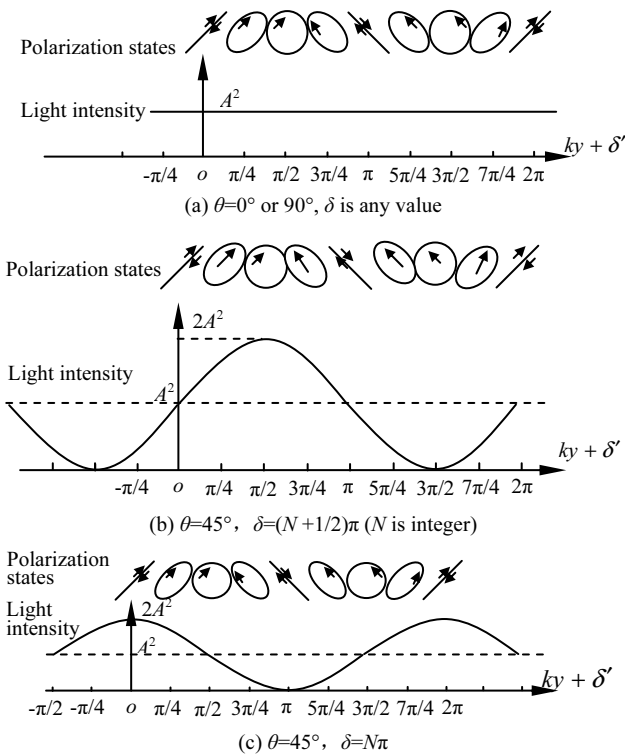 Polarization states
Light intensity A²
ky + δ′
-π/4 o π/4 π/2 3π/4 π 5π/4 3π/2 7π/4 2π
(a) θ=0° or 90°, δ is any value
Polarization states
2A²
Light intensity
A²
ky + δ′
-π/4 o π/4 π/2 3π/4 π 5π/4 3π/2 7π/4 2π
(b) θ=45°，δ=(N +1/2)π (N is integer)
Polarization
states
Light 2A²
intensity
A²
ky + δ′
-π/2 -π/4 o π/4 π/2 3π/4 π 5π/4 3π/2 7π/4 2π
(c) θ=45°，δ=Nπ